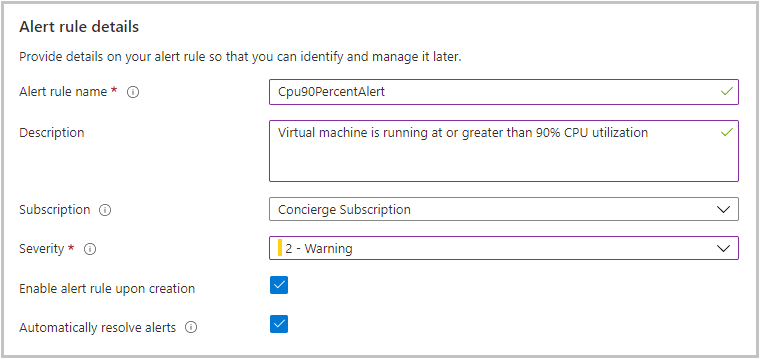 Alert rule details
Provide details on your alert rule so that you can identify and manage it later.
Alert rule name * Cpu90PercentAlert
Description Virtual machine is running at or greater than 90% CPU utilization
Subscription Concierge Subscription
Severity * 2 - Warning
Enable alert rule upon creation
Automatically resolve alerts